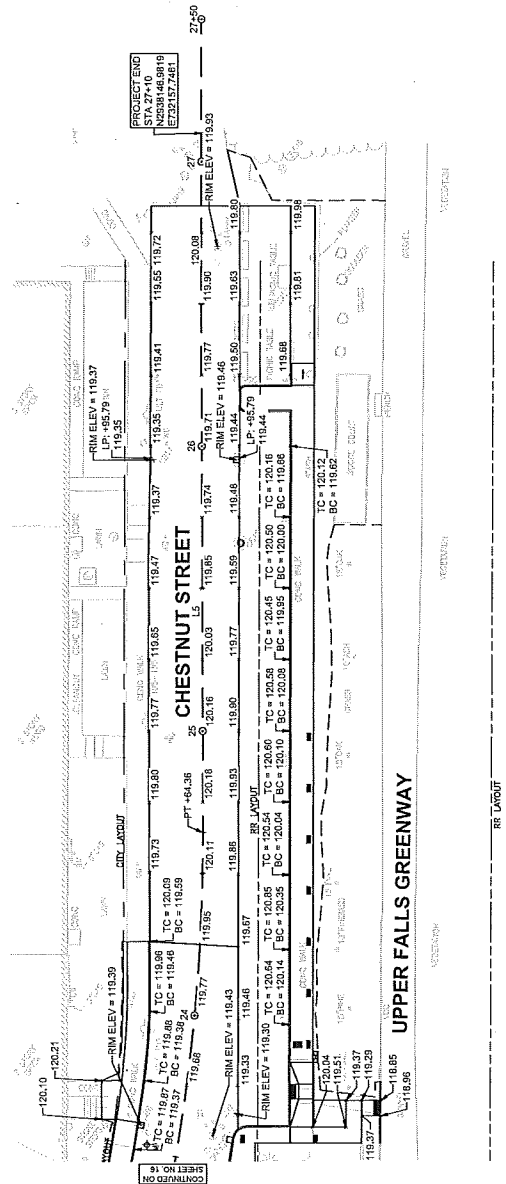 27+50
PROJECT END
STA 27+10
N2938146.9819
E732157.7461
27
RIM ELEV = 119.93
119.72
119.55
119.41
119.35
119.37
119.47
119.65
119.77
119.80
119.73
RIM ELEV = 119.37
LP: +95.79
119.35
120.08
119.90
119.77
119.71
26
119.74
119.85
120.03
120.16
25
120.18
120.11
119.95
119.77
24
119.68
CHESTNUT STREET
L5
PT +64.36
RIM ELEV = 119.46
LP: +95.79
119.44
119.80
119.63
119.50
119.44
119.48
119.59
119.77
119.90
119.93
119.86
119.67
119.46
119.33
119.98
119.81
119.68
CITY LAYOUT
RR LAYOUT
TC = 120.12
BC = 119.62
TC = 120.16
BC = 119.66
TC = 120.50
BC = 120.00
TC = 120.45
BC = 119.95
TC = 120.58
BC = 120.08
TC = 120.60
BC = 120.10
TC = 120.54
BC = 120.04
TC = 120.85
BC = 120.35
TC = 120.64
BC = 120.14
TC = 120.09
BC = 119.59
TC = 119.96
BC = 119.46
TC = 119.88
BC = 119.38
TC = 119.87
BC = 119.37
RIM ELEV = 119.39
120.21
120.10
RIM ELEV = 119.43
RIM ELEV = 119.30
120.04
119.51
119.37
119.29
118.85
118.96
119.37
CONTINUED ON
SHEET NO. 16
UPPER FALLS GREENWAY
RR LAYOUT
CONC WALK
CONC WALK
PICNIC TABLE